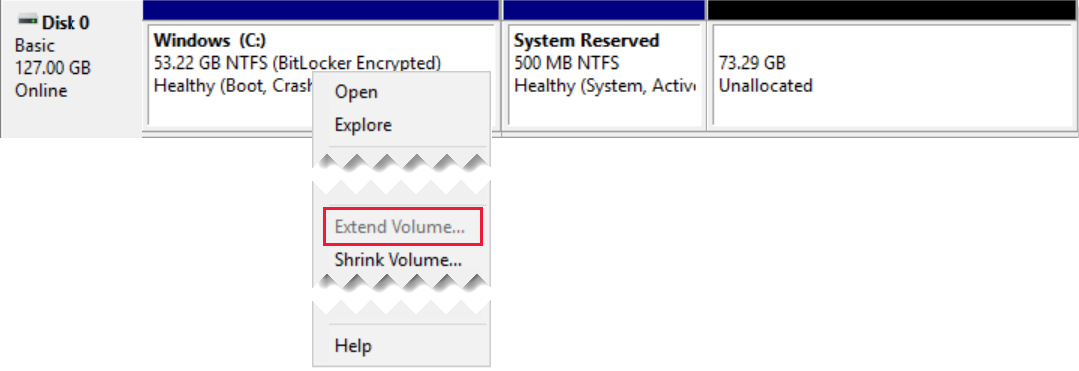 Disk 0
Basic
127.00 GB
Online
Windows (C:)
53.22 GB NTFS (BitLocker Encrypted)
Healthy (Boot, Crash
System Reserved
500 MB NTFS
Healthy (System, Active
73.29 GB
Unallocated
Open
Explore
Extend Volume...
Shrink Volume...
Help